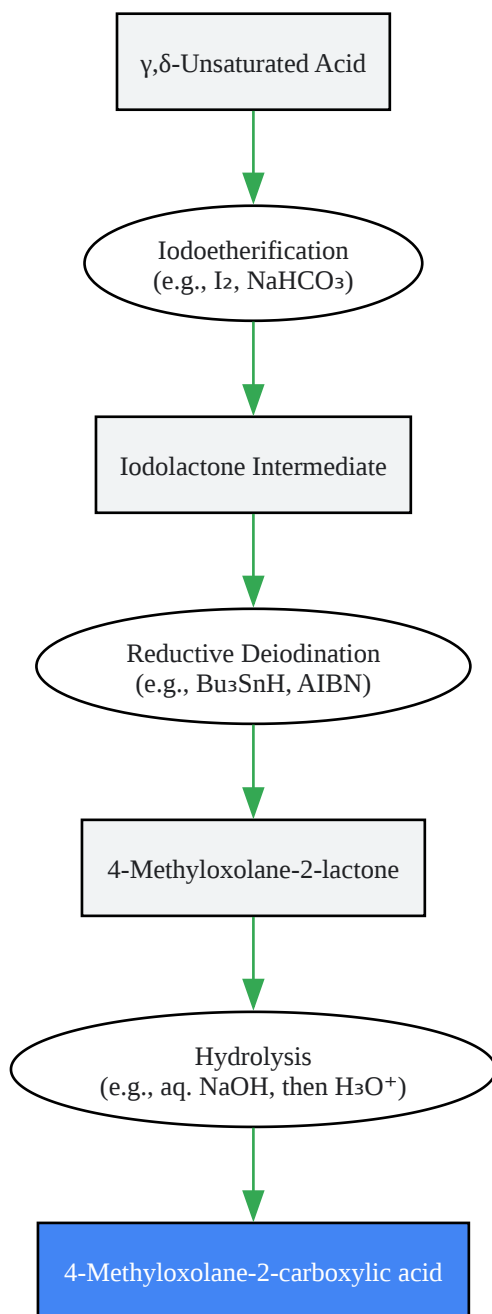 γ,δ-Unsaturated Acid
Iodoetherification
(e.g., I₂, NaHCO₃)
Iodolactone Intermediate
Reductive Deiodination
(e.g., Bu₃SnH, AIBN)
4-Methyloxolane-2-lactone
Hydrolysis
(e.g., aq. NaOH, then H₃O⁺)
4-Methyloxolane-2-carboxylic acid